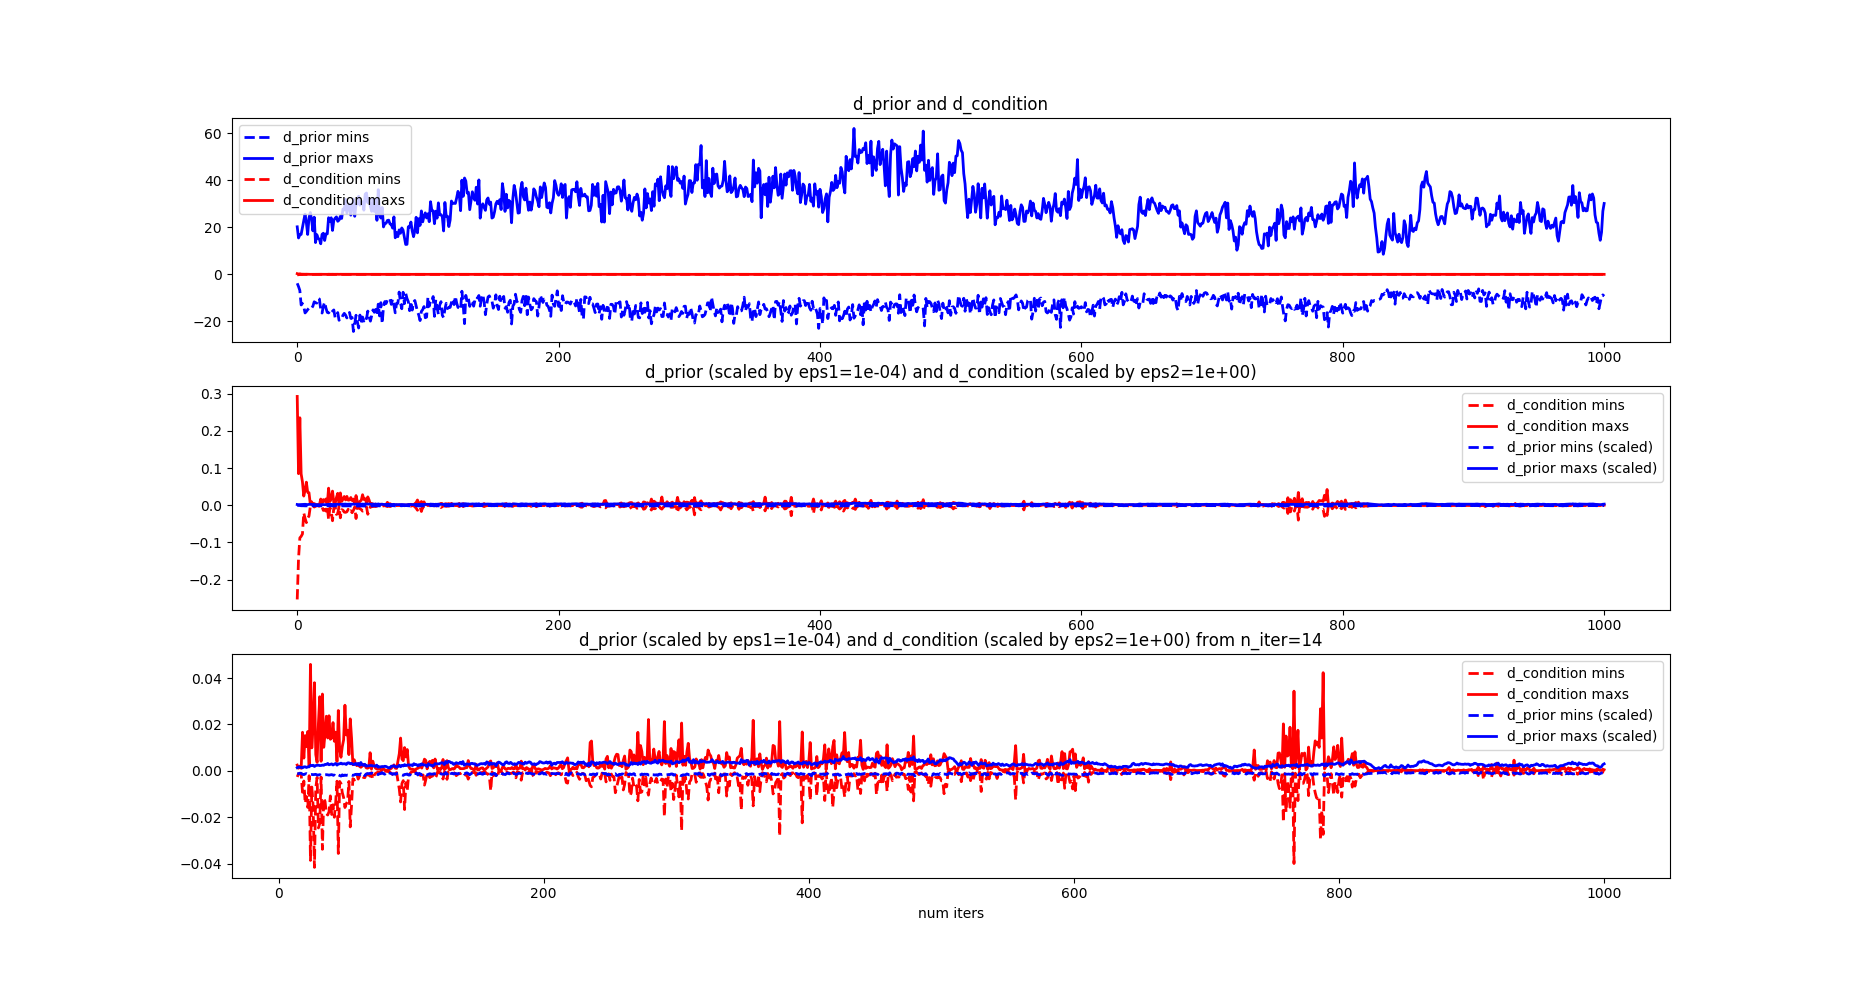 d_prior and d_condition
60
40
20
0
−20
d_prior mins
d_prior maxs
d_condition mins
d_condition maxs
0 200 400 600 800 1000
d_prior (scaled by eps1=1e-04) and d_condition (scaled by eps2=1e+00)
0.3
0.2
0.1
0.0
−0.1
−0.2
d_condition mins
d_condition maxs
d_prior mins (scaled)
d_prior maxs (scaled)
0 200 400 600 800 1000
d_prior (scaled by eps1=1e-04) and d_condition (scaled by eps2=1e+00) from n_iter=14
0.04
0.02
0.00
−0.02
−0.04
d_condition mins
d_condition maxs
d_prior mins (scaled)
d_prior maxs (scaled)
0 200 400 600 800 1000
num iters